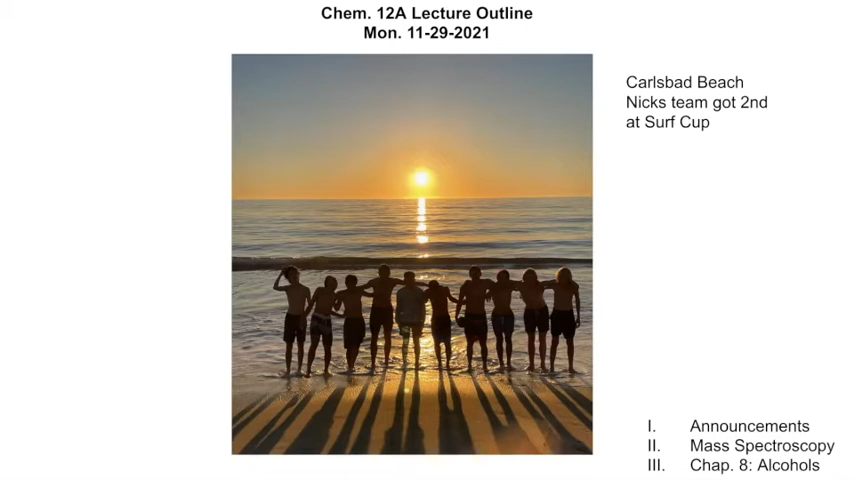 Chem. 12A Lecture Outline
Mon. 11-29-2021
Carlsbad Beach
Nicks team got 2nd
at Surf Cup
I. Announcements
II. Mass Spectroscopy
III. Chap. 8: Alcohols